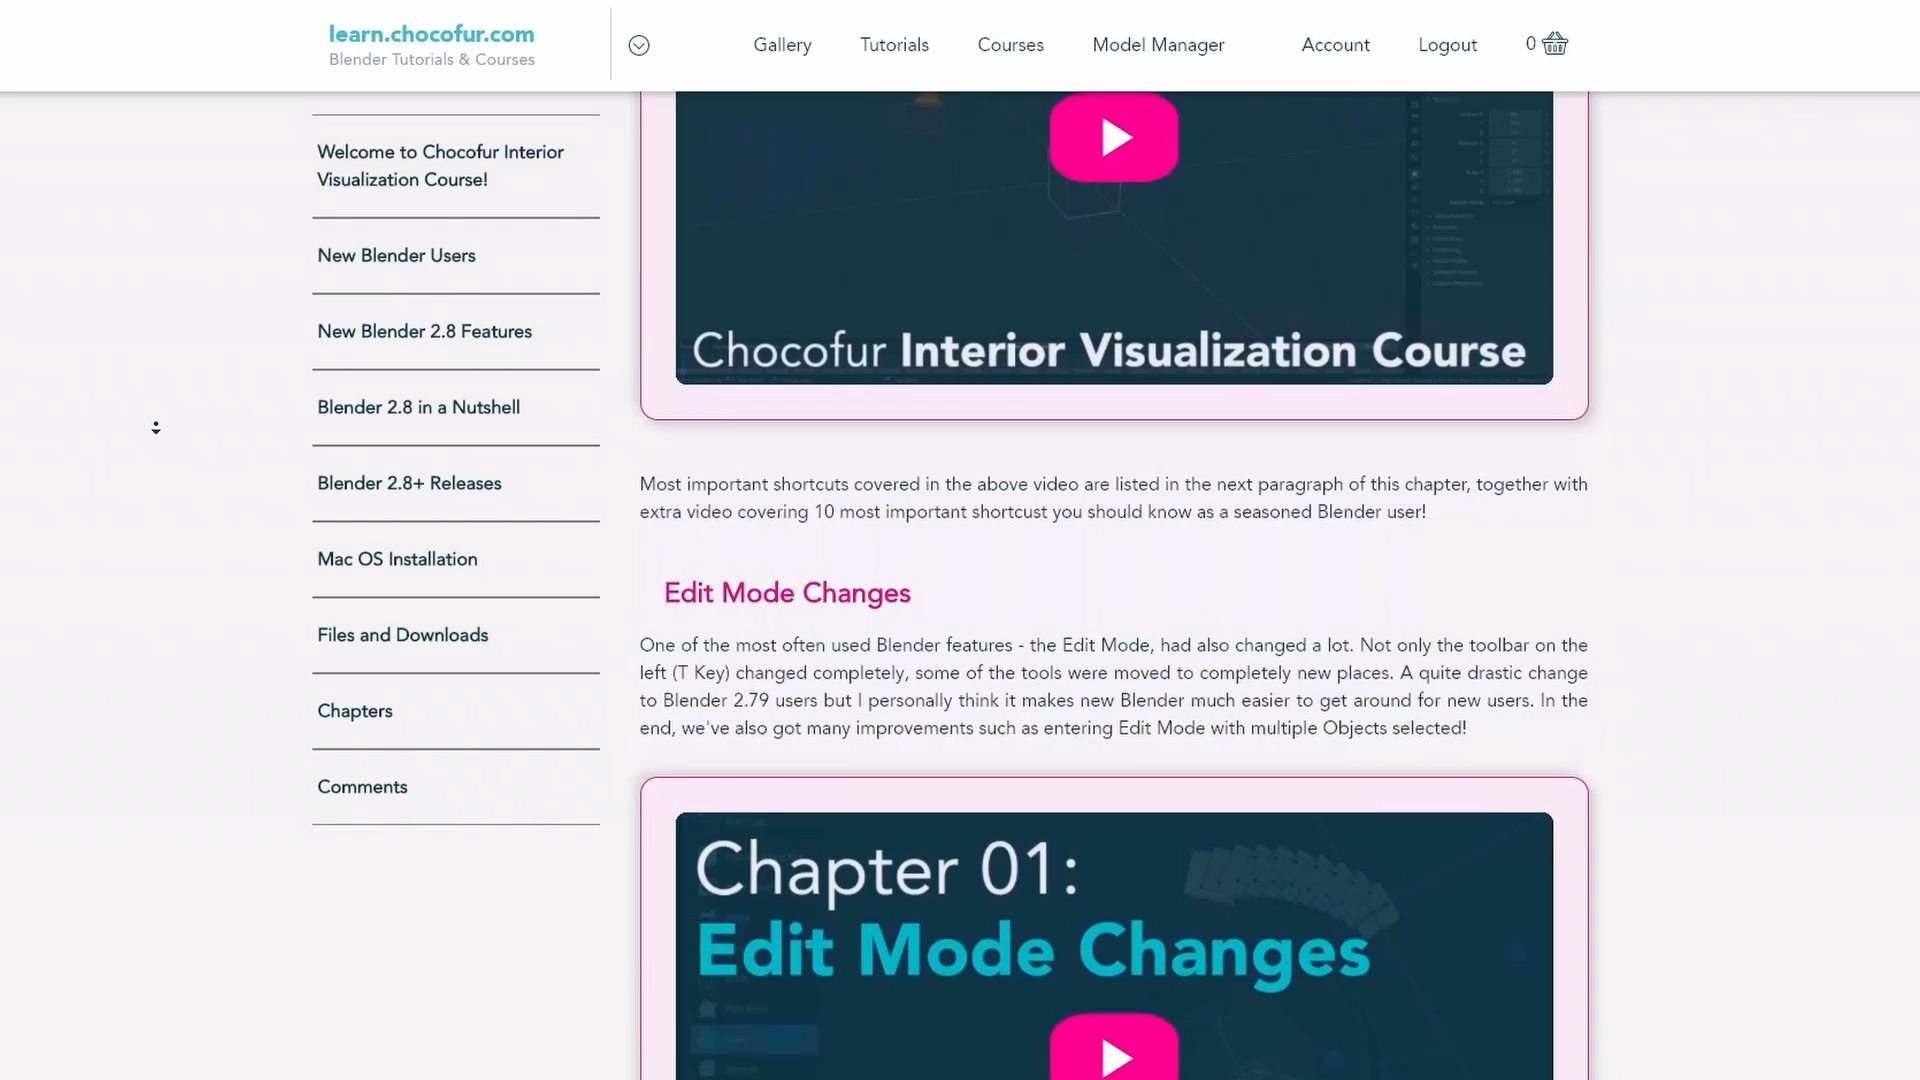 learn.chocofur.com
Blender Tutorials & Courses
Gallery
Tutorials
Courses
Model Manager
Account
Logout
0
Welcome to Chocofur Interior
Visualization Course!
New Blender Users
New Blender 2.8 Features
Blender 2.8 in a Nutshell
Blender 2.8+ Releases
Mac OS Installation
Files and Downloads
Chapters
Comments
Chocofur Interior Visualization Course
Most important shortcuts covered in the above video are listed in the next paragraph of this chapter, together with
extra video covering 10 most important shortcust you should know as a seasoned Blender user!
Edit Mode Changes
One of the most often used Blender features - the Edit Mode, had also changed a lot. Not only the toolbar on the
left (T Key) changed completely, some of the tools were moved to completely new places. A quite drastic change
to Blender 2.79 users but I personally think it makes new Blender much easier to get around for new users. In the
end, we've also got many improvements such as entering Edit Mode with multiple Objects selected!
Chapter 01:
Edit Mode Changes